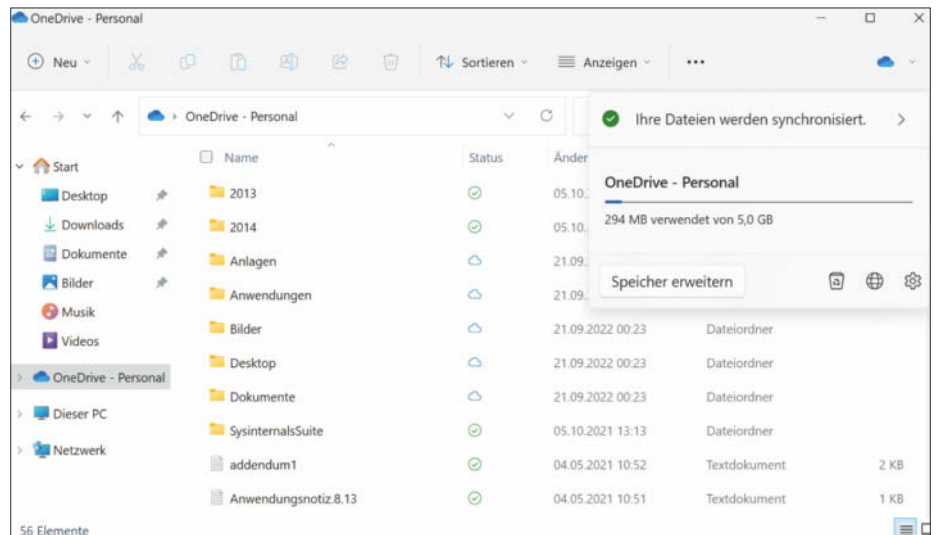 OneDrive - Personal
Neu
Sortieren
Anzeigen
OneDrive - Personal
Ihre Dateien werden synchronisiert.
OneDrive - Personal
294 MB verwendet von 5,0 GB
Speicher erweitern
Start
Desktop
Downloads
Dokumente
Bilder
Musik
Videos
OneDrive - Personal
Dieser PC
Netzwerk
Name Status Änder
2013 05.10.
2014 05.10.
Anlagen 21.09.
Anwendungen 21.09.
Bilder 21.09.2022 00:23 Dateiordner
Desktop 21.09.2022 00:23 Dateiordner
Dokumente 21.09.2022 00:23 Dateiordner
SysinternalsSuite 05.10.2021 13:13 Dateiordner
addendum1 04.05.2021 10:52 Textdokument 2 KB
Anwendungsnotiz.8.13 04.05.2021 10:51 Textdokument 1 KB
56 Elemente